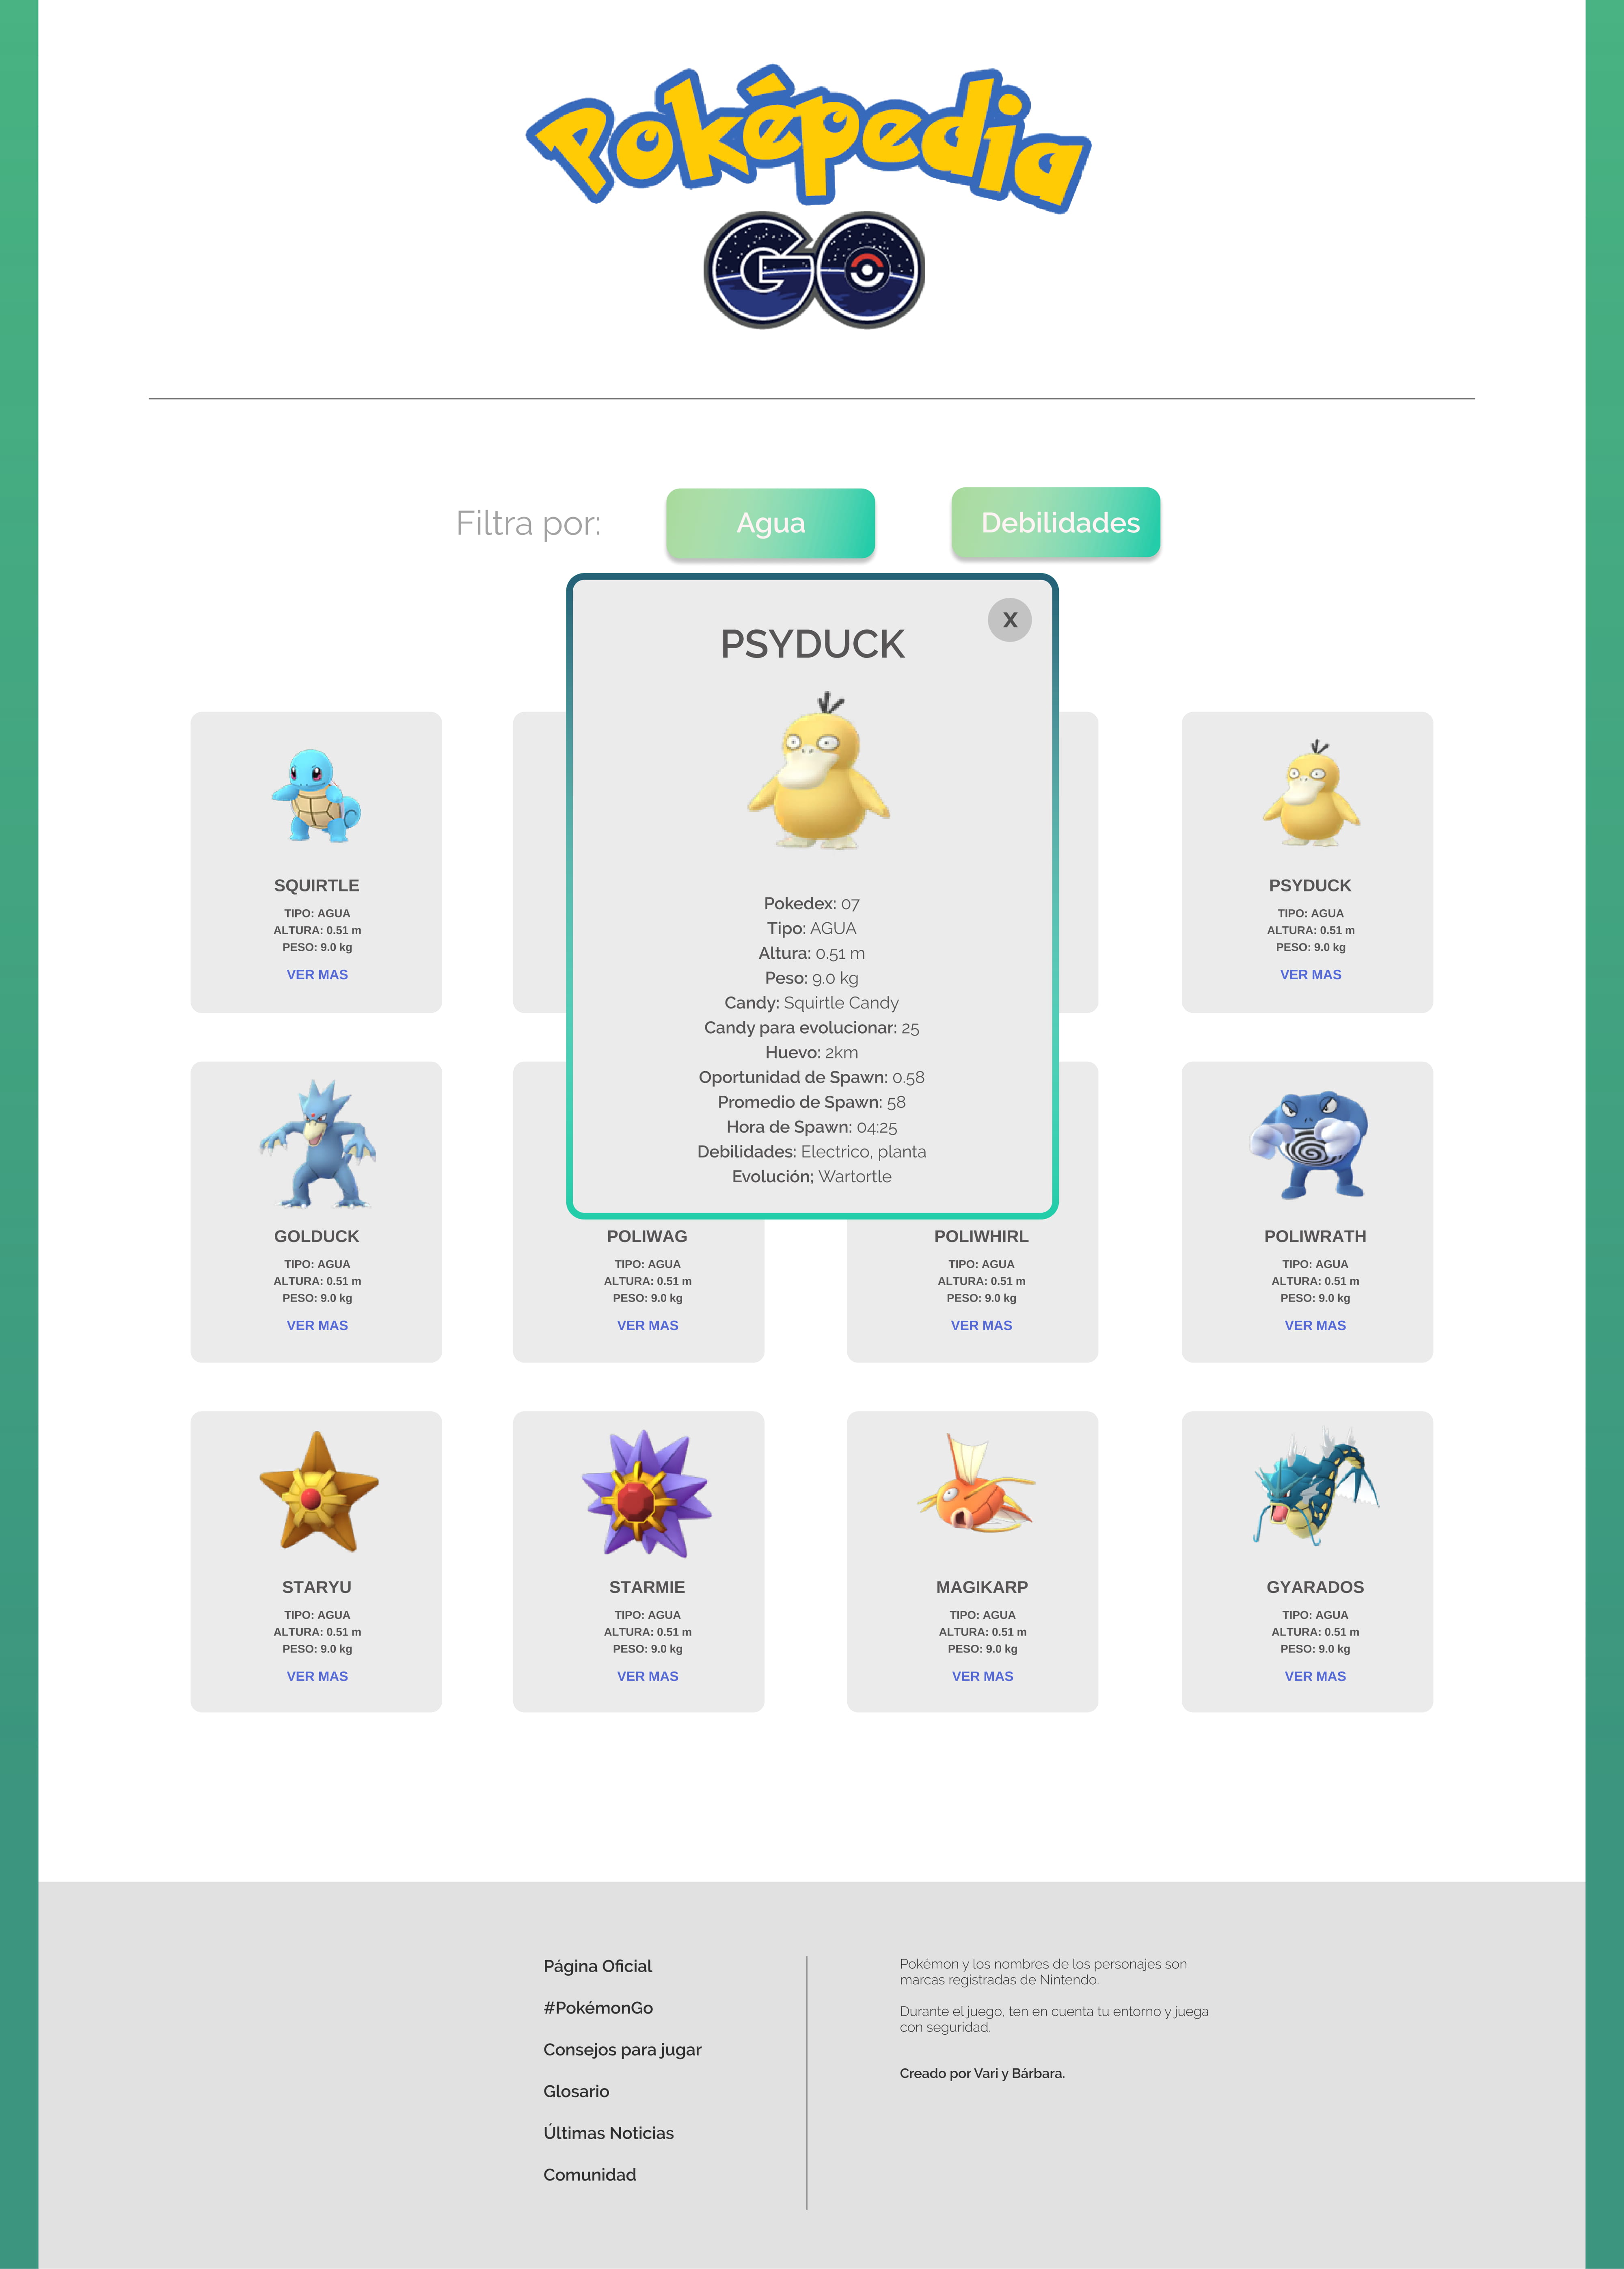 Poképedia
GO
Filtra por:
Agua
Debilidades
X
PSYDUCK
Pokedex: 07
Tipo: AGUA
Altura: 0.51 m
Peso: 9.0 kg
Candy: Squirtle Candy
Candy para evolucionar: 25
Huevo: 2km
Oportunidad de Spawn: 0.58
Promedio de Spawn: 58
Hora de Spawn: 04:25
Debilidades: Electrico, planta
Evolución; Wartortle
SQUIRTLE
TIPO: AGUA
ALTURA: 0.51 m
PESO: 9.0 kg
VER MAS
PSYDUCK
TIPO: AGUA
ALTURA: 0.51 m
PESO: 9.0 kg
VER MAS
GOLDUCK
TIPO: AGUA
ALTURA: 0.51 m
PESO: 9.0 kg
VER MAS
POLIWAG
TIPO: AGUA
ALTURA: 0.51 m
PESO: 9.0 kg
VER MAS
POLIWHIRL
TIPO: AGUA
ALTURA: 0.51 m
PESO: 9.0 kg
VER MAS
POLIWRATH
TIPO: AGUA
ALTURA: 0.51 m
PESO: 9.0 kg
VER MAS
STARYU
TIPO: AGUA
ALTURA: 0.51 m
PESO: 9.0 kg
VER MAS
STARMIE
TIPO: AGUA
ALTURA: 0.51 m
PESO: 9.0 kg
VER MAS
MAGIKARP
TIPO: AGUA
ALTURA: 0.51 m
PESO: 9.0 kg
VER MAS
GYARADOS
TIPO: AGUA
ALTURA: 0.51 m
PESO: 9.0 kg
VER MAS
Página Oficial
#PokémonGo
Consejos para jugar
Glosario
Últimas Noticias
Comunidad
Pokémon y los nombres de los personajes son
marcas registradas de Nintendo.
Durante el juego, ten en cuenta tu entorno y juega
con seguridad.
Creado por Vari y Bárbara.